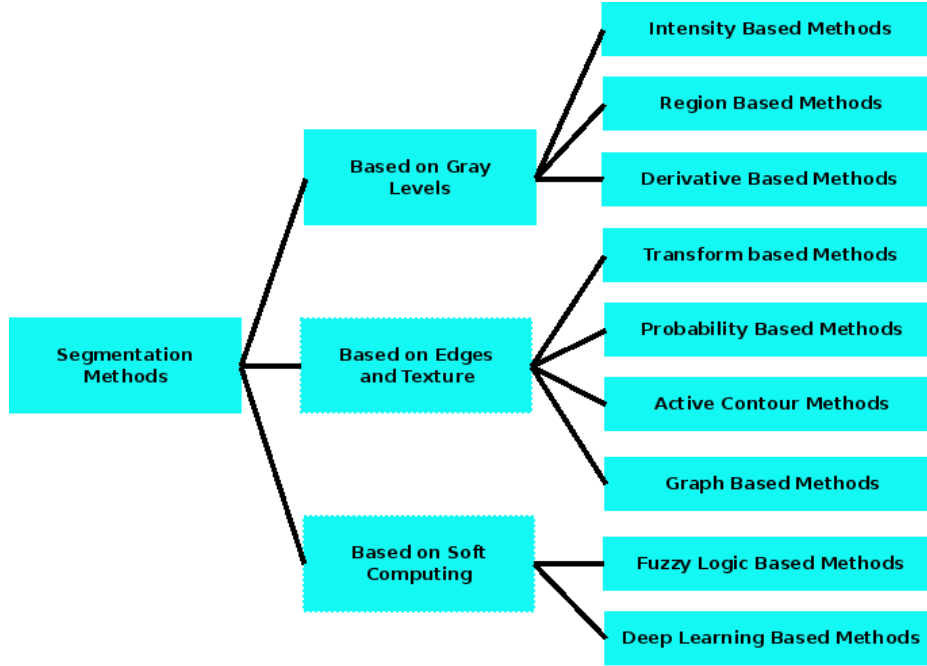 Segmentation
Methods
Based on Gray
Levels
Intensity Based Methods
Region Based Methods
Derivative Based Methods
Based on Edges
and Texture
Transform based Methods
Probability Based Methods
Active Contour Methods
Graph Based Methods
Based on Soft
Computing
Fuzzy Logic Based Methods
Deep Learning Based Methods